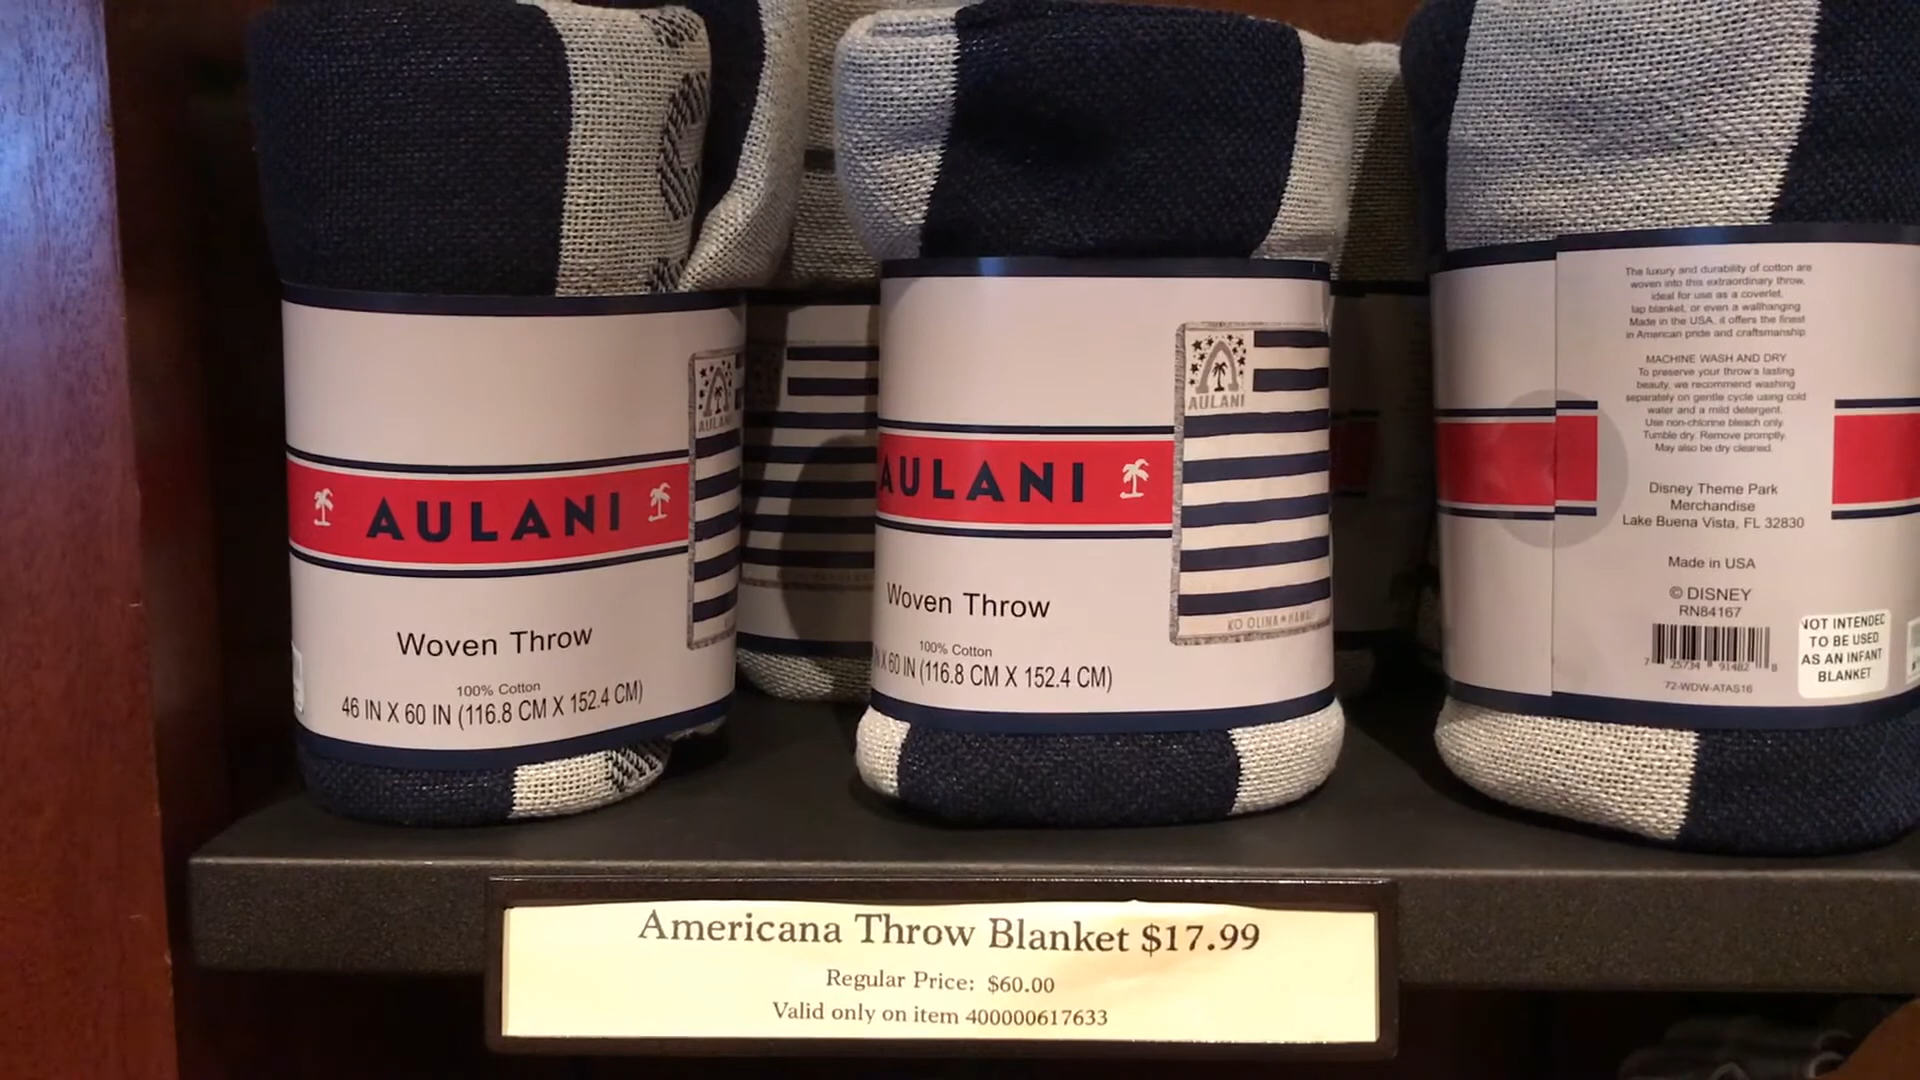 AULANI
Woven Throw
100% Cotton
46 IN X 60 IN (116.8 CM X 152.4 CM)
AULANI
AULANI
Woven Throw
100% Cotton
X 60 IN (116.8 CM X 152.4 CM)
AULANI
KO OLINA
The luxury and durability of cotton are
woven into this extraordinary throw,
ideal for use as a coverlet,
lap blanket, or even a wallhanging
Made in the USA, it offers the finest
in American pride and craftsmanship
MACHINE WASH AND DRY
To preserve your throw's lasting
beauty, we recommend washing
separately on gentle cycle using cold
water and a mild detergent.
Use non-chlorine bleach only.
Tumble dry. Remove promptly.
May also be dry cleaned.
Disney Theme Park
Merchandise
Lake Buena Vista, FL 32830
Made in USA
© DISNEY
RN84167
7 25734 91482 8
72-WDW-ATAS16
NOT INTENDED
TO BE USED
AS AN INFANT
BLANKET
Americana Throw Blanket $17.99
Regular Price: $60.00
Valid only on item 400000617633